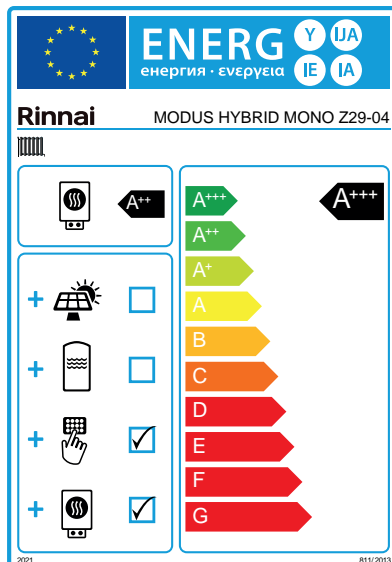 ENERG Y IJA
енергия · ενεργεια IE IA
Rinnai MODUS HYBRID MONO Z29-04
A++
A+++
A+++
A++
A+
A
B
C
D
E
F
G
2021 811/2013